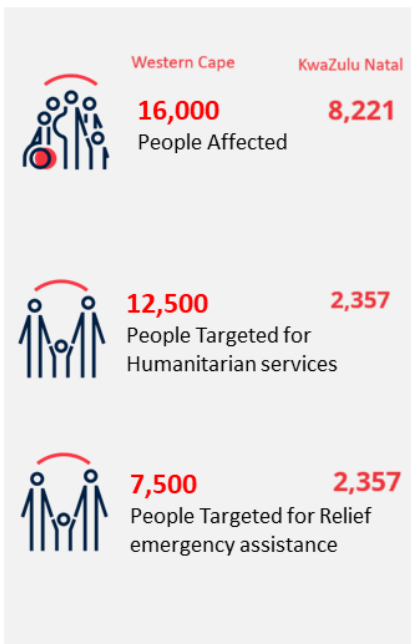 Western Cape KwaZulu Natal
16,000 8,221
People Affected
12,500 2,357
People Targeted for
Humanitarian services
7,500 2,357
People Targeted for Relief
emergency assistance